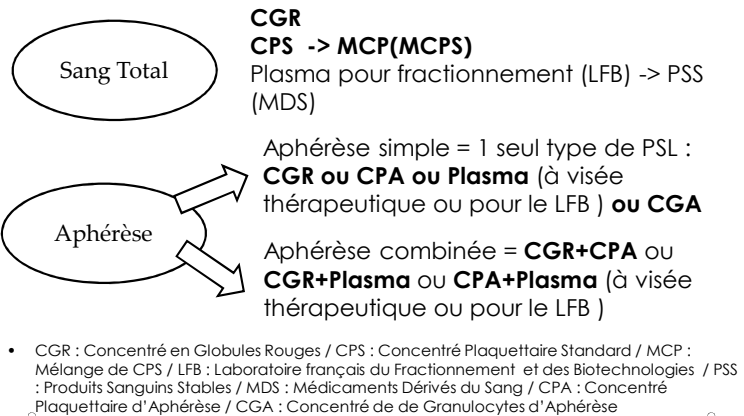 Sang Total
CGR
CPS -> MCP(MCPS)
Plasma pour fractionnement (LFB) -> PSS
(MDS)
Aphérèse
Aphérèse simple = 1 seul type de PSL :
CGR ou CPA ou Plasma (à visée
thérapeutique ou pour le LFB ) ou CGA
Aphérèse combinée = CGR+CPA ou
CGR+Plasma ou CPA+Plasma (à visée
thérapeutique ou pour le LFB )
• CGR : Concentré en Globules Rouges / CPS : Concentré Plaquettaire Standard / MCP :
Mélange de CPS / LFB : Laboratoire français du Fractionnement et des Biotechnologies / PSS
: Produits Sanguins Stables / MDS : Médicaments Dérivés du Sang / CPA : Concentré
Plaquettaire d'Aphérèse / CGA : Concentré de de Granulocytes d'Aphérèse